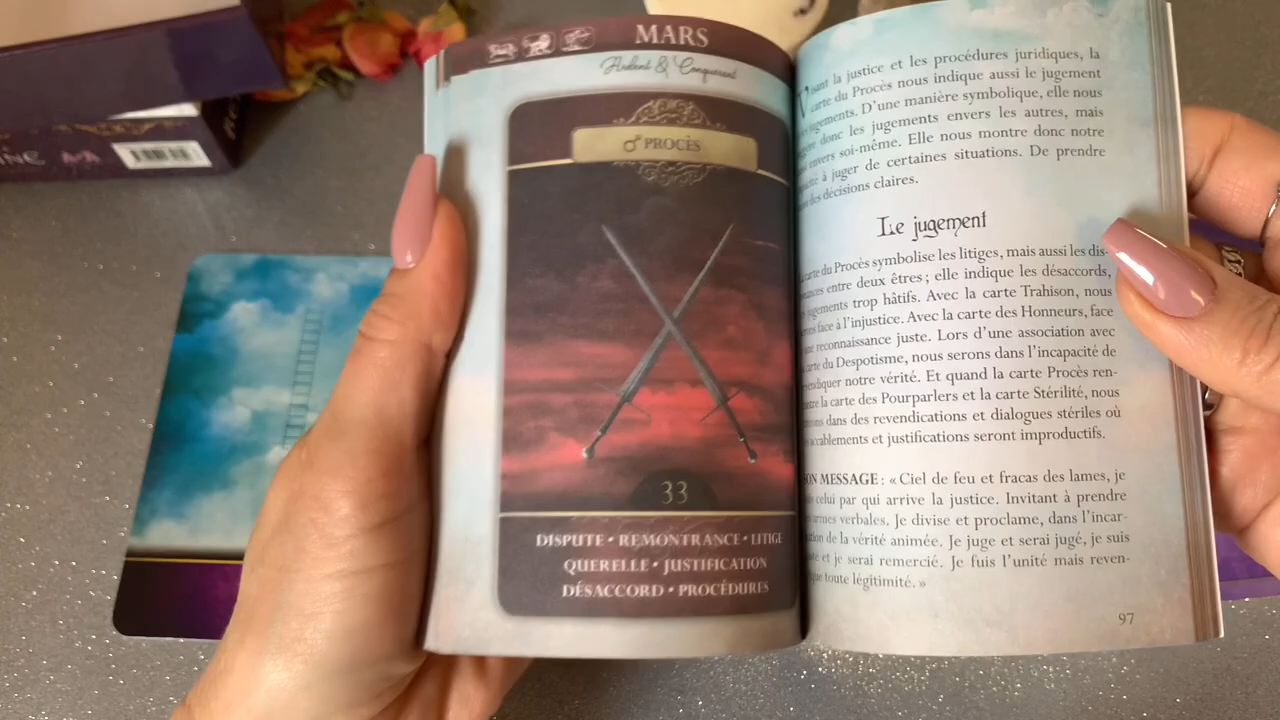 MARS
Ardent & Conquérant
♂ PROCÈS
33
DISPUTE • REMONTRANCE • LITIGE
QUERELLE • JUSTIFICATION
DÉSACCORD • PROCÉDURES
Visant la justice et les procédures juridiques, la
carte du Procès nous indique aussi le jugement
jugements. D'une manière symbolique, elle nous
donc les jugements envers les autres, mais
envers soi-même. Elle nous montre donc notre
à juger de certaines situations. De prendre
des décisions claires.
Le jugement
carte du Procès symbolise les litiges, mais aussi les dis-
entre deux êtres ; elle indique les désaccords,
jugements trop hâtifs. Avec la carte Trahison, nous
face à l'injustice. Avec la carte des Honneurs, face
reconnaissance juste. Lors d'une association avec
carte du Despotisme, nous serons dans l'incapacité de
notre vérité. Et quand la carte Procès ren-
la carte des Pourparlers et la carte Stérilité, nous
dans des revendications et dialogues stériles où
et justifications seront improductifs.
SON MESSAGE : « Ciel de feu et fracas des lames, je
celui par qui arrive la justice. Invitant à prendre
armes verbales. Je divise et proclame, dans l'incar-
de la vérité animée. Je juge et serai jugé, je suis
et je serai remercié. Je fuis l'unité mais reven-
que toute légitimité. »
97